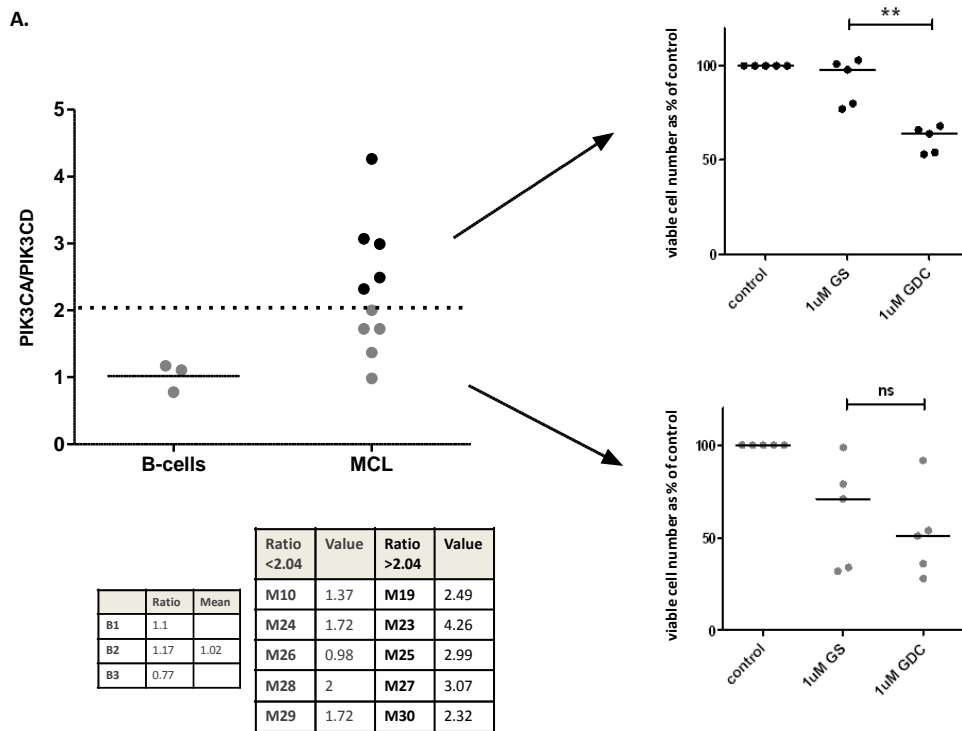 A.
PIK3CA/PIK3CD
5
4
3
2
1
0
B-cells
MCL
**
viable cell number as % of control
100
50
0
control
1uM GS
1uM GDC
ns
viable cell number as % of control
100
50
0
control
1uM GS
1uM GDC
Ratio Mean
B1 1.1
B2 1.17 1.02
B3 0.77
Ratio <2.04 Value Ratio >2.04 Value
M10 1.37 M19 2.49
M24 1.72 M23 4.26
M26 0.98 M25 2.99
M28 2 M27 3.07
M29 1.72 M30 2.32